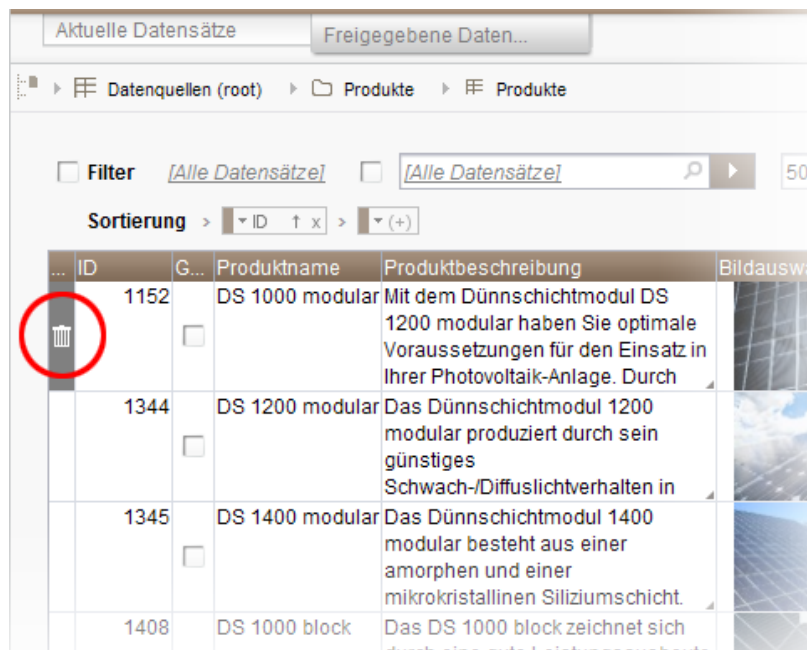 Aktuelle Datensätze
Freigegebene Daten...
Datenquellen (root) Produkte Produkte
Filter [Alle Datensätze] [Alle Datensätze] 50
Sortierung > ID ↑ x > (+)
... ID G... Produktname Produktbeschreibung Bildauswa
1152 DS 1000 modular Mit dem Dünnschichtmodul DS
1200 modular haben Sie optimale
Voraussetzungen für den Einsatz in
Ihrer Photovoltaik-Anlage. Durch
1344 DS 1200 modular Das Dünnschichtmodul 1200
modular produziert durch sein
günstiges
Schwach-/Diffuslichtverhalten in
1345 DS 1400 modular Das Dünnschichtmodul 1400
modular besteht aus einer
amorphen und einer
mikrokristallinen Siliziumschicht.
1408 DS 1000 block Das DS 1000 block zeichnet sich